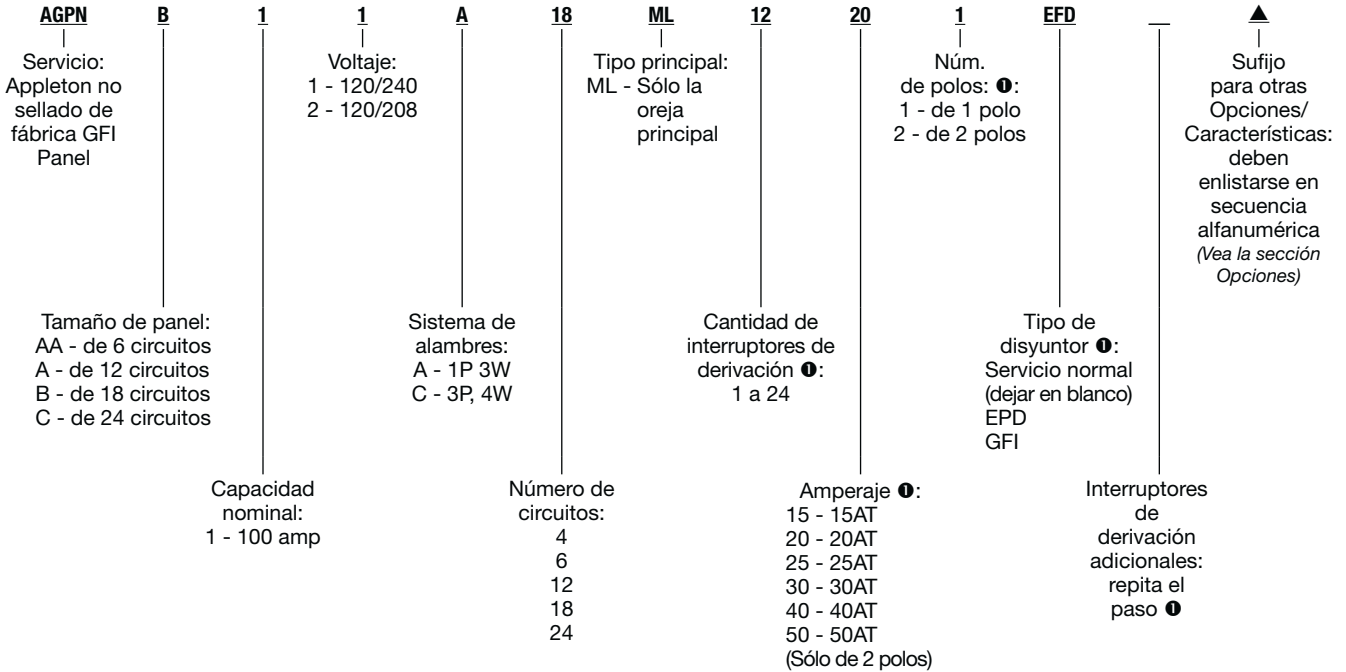 AGPN B 1 1 A 18 ML 12 20 1 EFD __ ▲
Servicio:
Appleton no
sellado de
fábrica GFI
Panel
Voltaje:
1 - 120/240
2 - 120/208
Tipo principal:
ML - Sólo la
oreja
principal
Núm.
de polos: ❶:
1 - de 1 polo
2 - de 2 polos
Sufijo
para otras
Opciones/
Características:
deben
enlistarse en
secuencia
alfanumérica
(Vea la sección
Opciones)
Tamaño de panel:
AA - de 6 circuitos
A - de 12 circuitos
B - de 18 circuitos
C - de 24 circuitos
Sistema de
alambres:
A - 1P 3W
C - 3P, 4W
Cantidad de
interruptores de
derivación ❶:
1 a 24
Tipo de
disyuntor ❶:
Servicio normal
(dejar en blanco)
EPD
GFI
Capacidad
nominal:
1 - 100 amp
Número de
circuitos:
4
6
12
18
24
Amperaje ❶:
15 - 15AT
20 - 20AT
25 - 25AT
30 - 30AT
40 - 40AT
50 - 50AT
(Sólo de 2 polos)
Interruptores
de
derivación
adicionales:
repita el
paso ❶